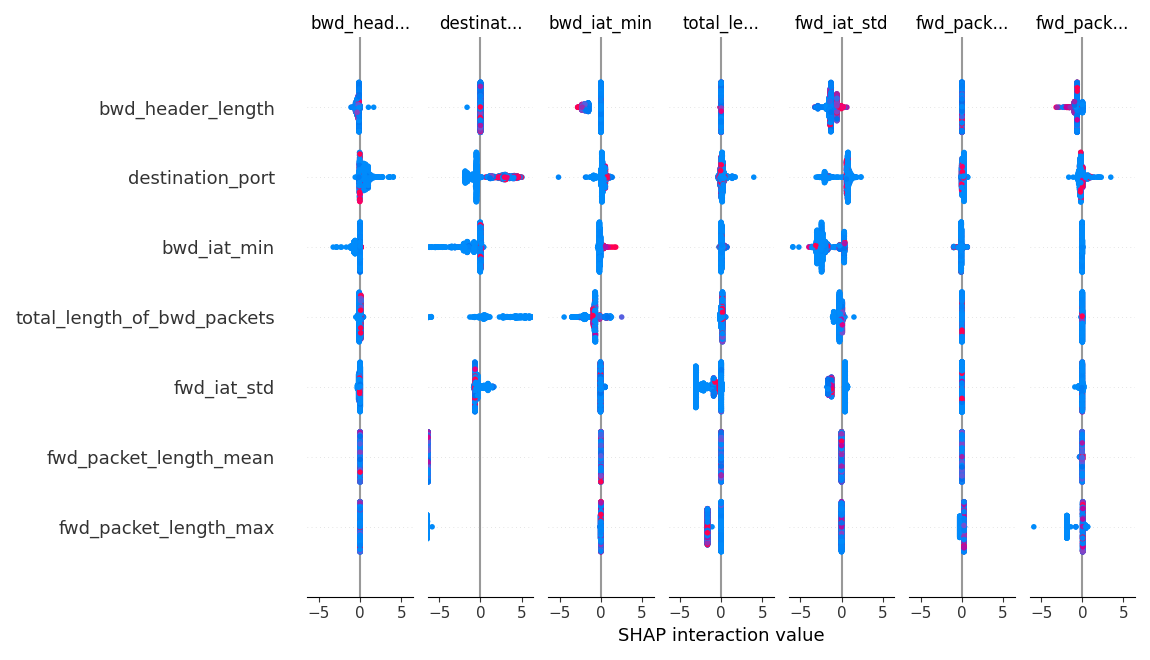 bwd_head... destinat... bwd_iat_min total_le... fwd_iat_std fwd_pack... fwd_pack...
bwd_header_length
destination_port
bwd_iat_min
total_length_of_bwd_packets
fwd_iat_std
fwd_packet_length_mean
fwd_packet_length_max
−5 0 5 −5 0 5 −5 0 5 −5 0 5 −5 0 5 −5 0 5 −5 0 5
SHAP interaction value